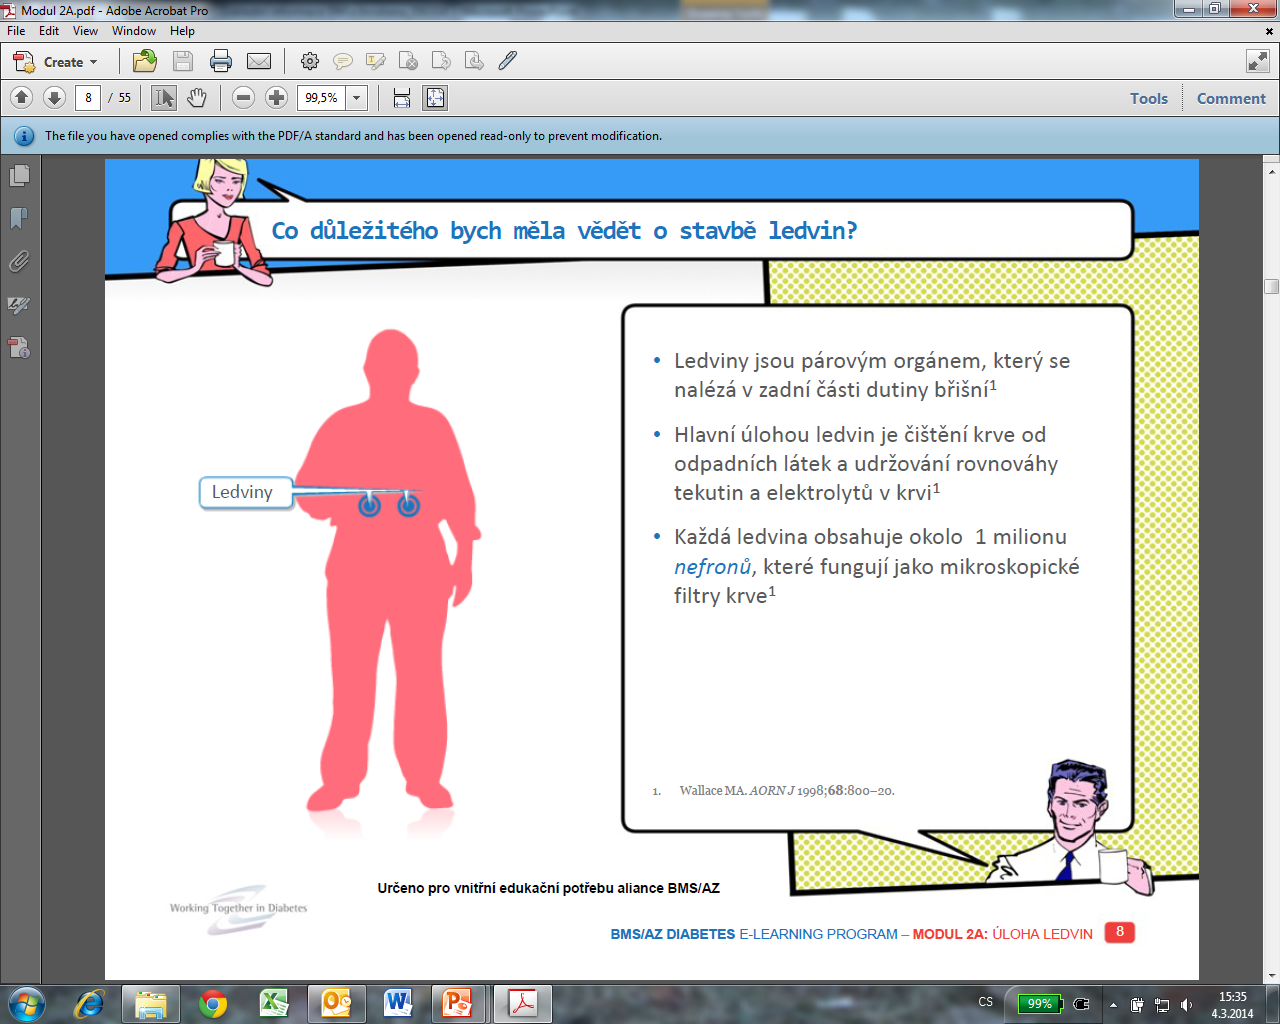 Modul 2A.pdf - Adobe Acrobat Pro
File Edit View Window Help
Create
8 / 55 99,5% Tools Comment
The file you have opened complies with the PDF/A standard and has been opened read-only to prevent modification.
Co důležitého bych měla vědět o stavbě ledvin?
Ledviny
• Ledviny jsou párovým orgánem, který se
nalézá v zadní části dutiny břišní¹
• Hlavní úlohou ledvin je čištění krve od
odpadních látek a udržování rovnováhy
tekutin a elektrolytů v krvi¹
• Každá ledvina obsahuje okolo 1 milionu
nefronů, které fungují jako mikroskopické
filtry krve¹
1. Wallace MA. AORN J 1998;68:800–20.
Určeno pro vnitřní edukační potřebu aliance BMS/AZ
Working Together in Diabetes
BMS/AZ DIABETES E-LEARNING PROGRAM – MODUL 2A: ÚLOHA LEDVIN 8
CS 99% 15:35
4.3.2014